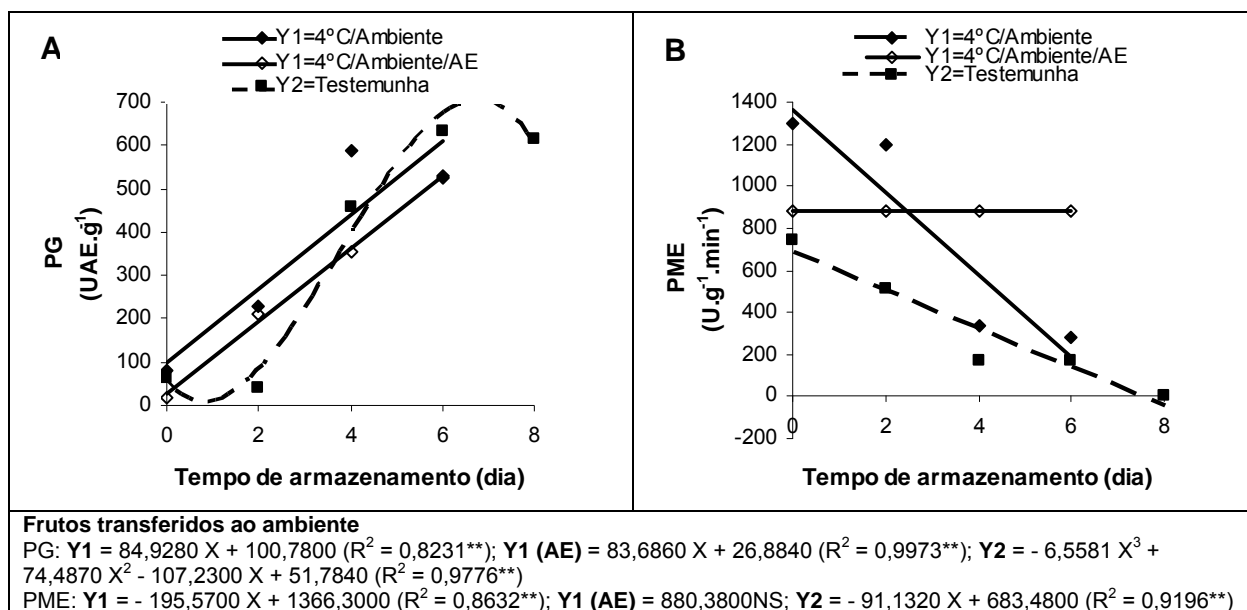 A
Y1=4ºC/Ambiente
Y1=4ºC/Ambiente/AE
Y2=Testemunha
700
600
500
400
300
200
100
0
0 2 4 6 8
PG
(UAE.g-1)
Tempo de armazenamento (dia)
B
Y1=4ºC/Ambiente
Y1=4ºC/Ambiente/AE
Y2=Testemunha
1400
1200
1000
800
600
400
200
0
-200
0 2 4 6 8
PME
(U.g-1.min-1)
Tempo de armazenamento (dia)
Frutos transferidos ao ambiente
PG: Y1 = 84,9280 X + 100,7800 (R2 = 0,8231**); Y1 (AE) = 83,6860 X + 26,8840 (R2 = 0,9973**); Y2 = - 6,5581 X3 +
74,4870 X2 - 107,2300 X + 51,7840 (R2 = 0,9776**)
PME: Y1 = - 195,5700 X + 1366,3000 (R2 = 0,8632**); Y1 (AE) = 880,3800NS; Y2 = - 91,1320 X + 683,4800 (R2 = 0,9196**)